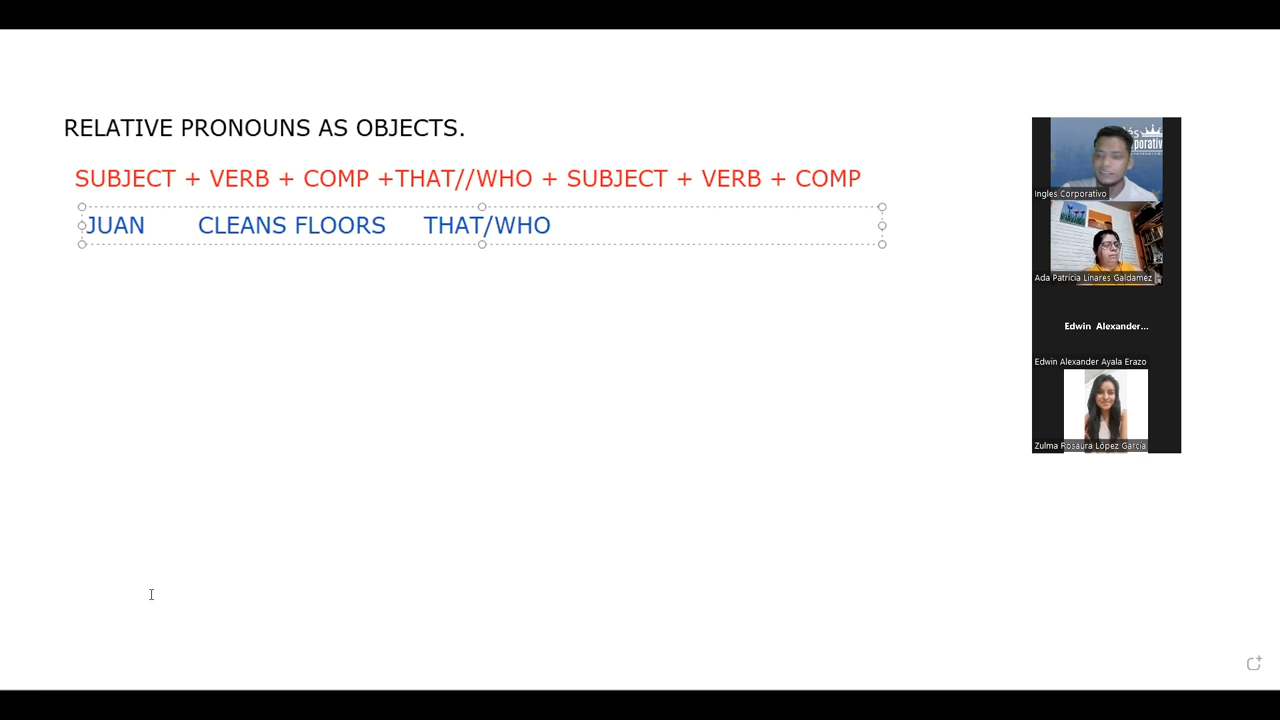 RELATIVE PRONOUNS AS OBJECTS.
SUBJECT + VERB + COMP +THAT//WHO + SUBJECT + VERB + COMP
JUAN CLEANS FLOORS THAT/WHO
Ingles Corporativo
Ada Patricia Linares Galdamez
Edwin Alexander...
Edwin Alexander Ayala Erazo
Zulma Rosaura López García